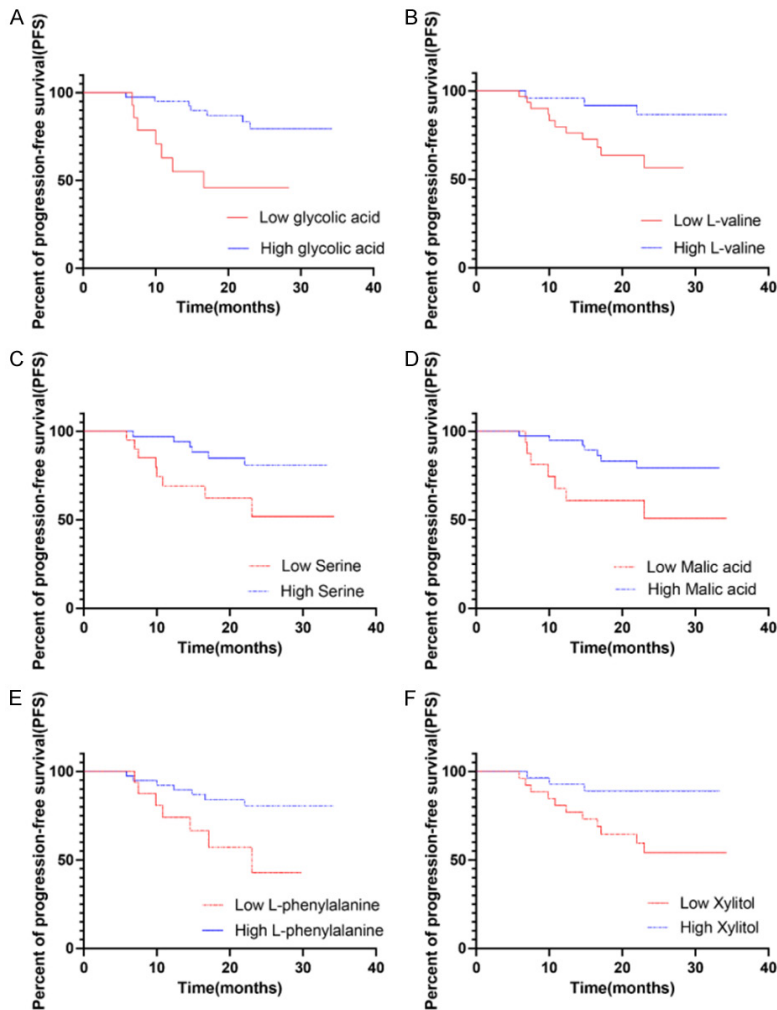 A
Percent of progression-free survival(PFS)
100
50
0
0 10 20 30 40
Time(months)
Low glycolic acid
High glycolic acid
B
Percent of progression-free survival(PFS)
100
50
0
0 10 20 30 40
Time(months)
Low L-valine
High L-valine
C
Percent of progression-free survival(PFS)
100
50
0
0 10 20 30 40
Time(months)
Low Serine
High Serine
D
Percent of progression-free survival(PFS)
100
50
0
0 10 20 30 40
Time(months)
Low Malic acid
High Malic acid
E
Percent of progression-free survival(PFS)
100
50
0
0 10 20 30 40
Time(months)
Low L-phenylalanine
High L-phenylalanine
F
Percent of progression-free survival(PFS)
100
50
0
0 10 20 30 40
Time(months)
Low Xylitol
High Xylitol